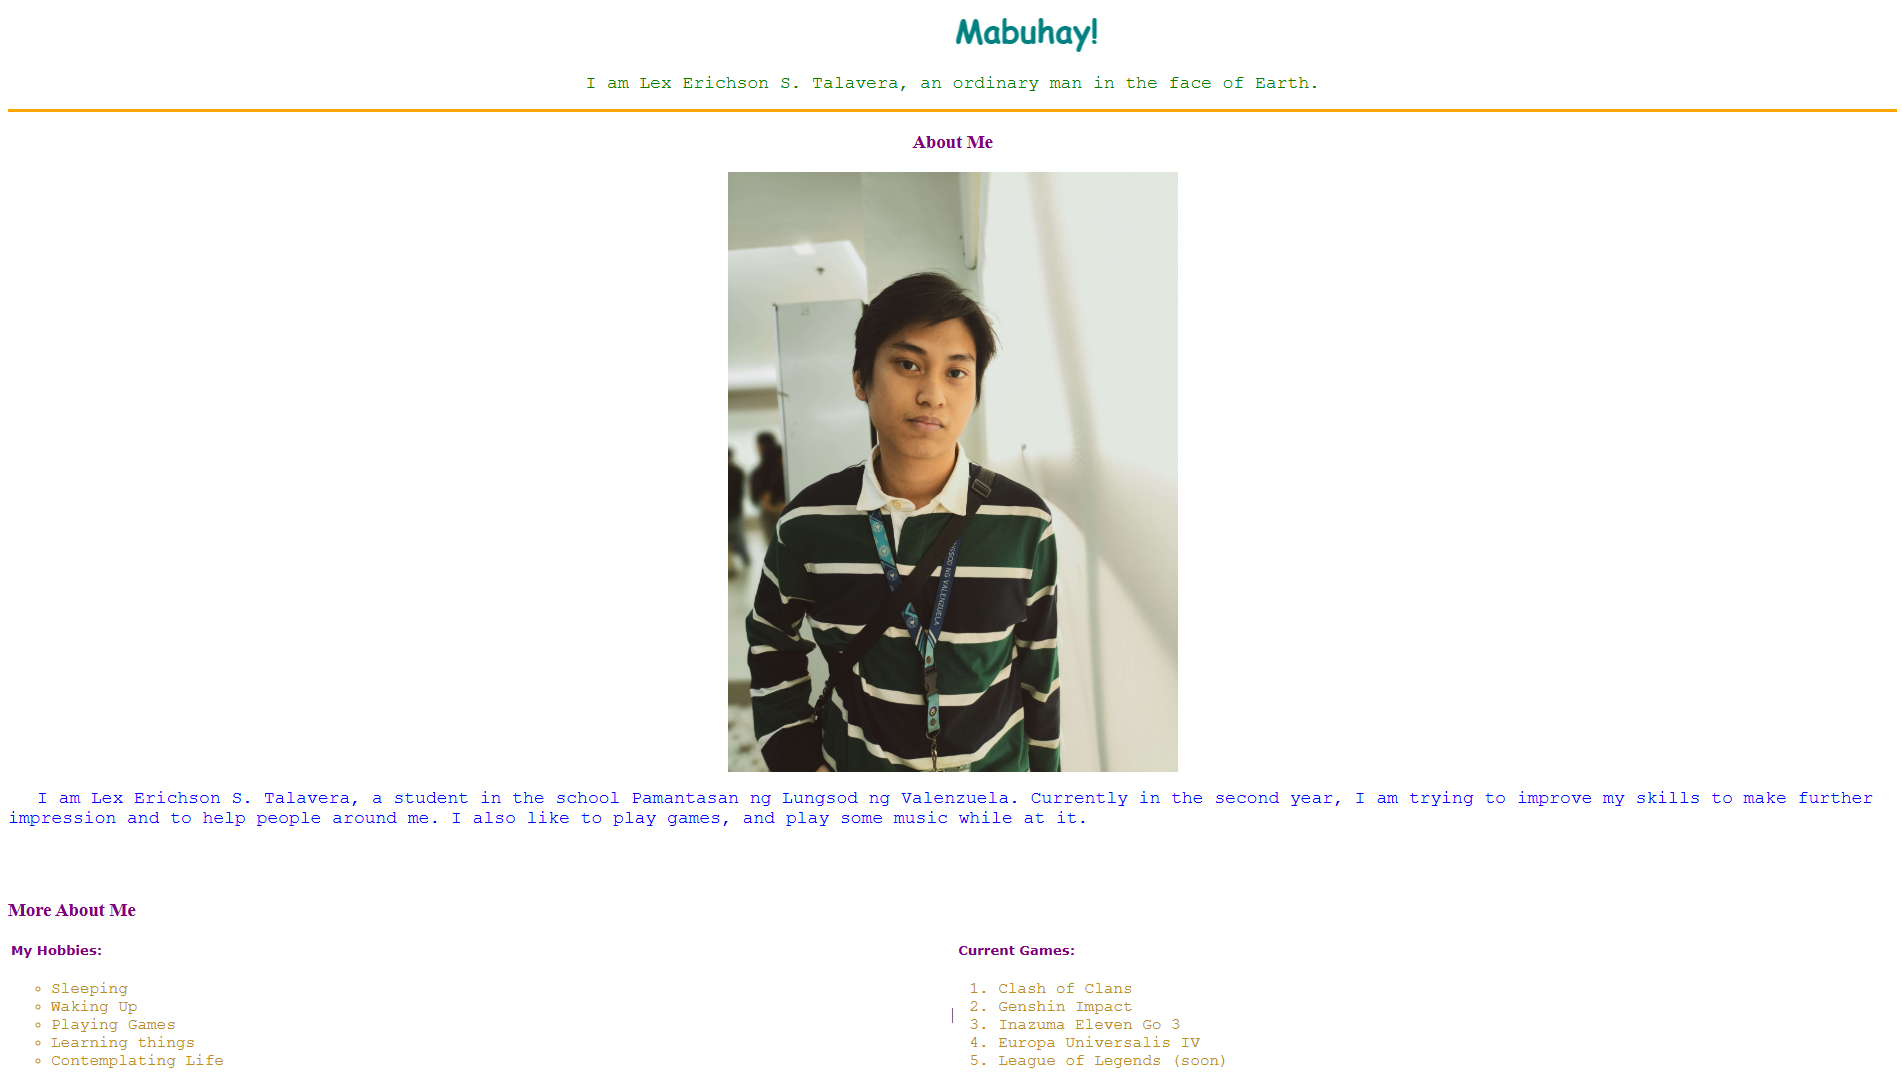 Mabuhay!
I am Lex Erichson S. Talavera, an ordinary man in the face of Earth.
About Me
GSOD NG VALENZUELA
I am Lex Erichson S. Talavera, a student in the school Pamantasan ng Lungsod ng Valenzuela. Currently in the second year, I am trying to improve my skills to make further
impression and to help people around me. I also like to play games, and play some music while at it.
More About Me
My Hobbies:
Sleeping
Waking Up
Playing Games
Learning things
Contemplating Life
Current Games:
1. Clash of Clans
2. Genshin Impact
3. Inazuma Eleven Go 3
4. Europa Universalis IV
5. League of Legends (soon)